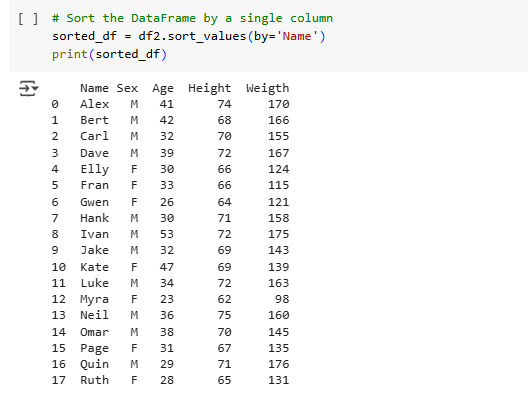 [ ] # Sort the DataFrame by a single column
sorted_df = df2.sort_values(by='Name')
print(sorted_df)
Name Sex Age Height Weigth
0 Alex M 41 74 170
1 Bert M 42 68 166
2 Carl M 32 70 155
3 Dave M 39 72 167
4 Elly F 30 66 124
5 Fran F 33 66 115
6 Gwen F 26 64 121
7 Hank M 30 71 158
8 Ivan M 53 72 175
9 Jake M 32 69 143
10 Kate F 47 69 139
11 Luke M 34 72 163
12 Myra F 23 62 98
13 Neil M 36 75 160
14 Omar M 38 70 145
15 Page F 31 67 135
16 Quin M 29 71 176
17 Ruth F 28 65 131